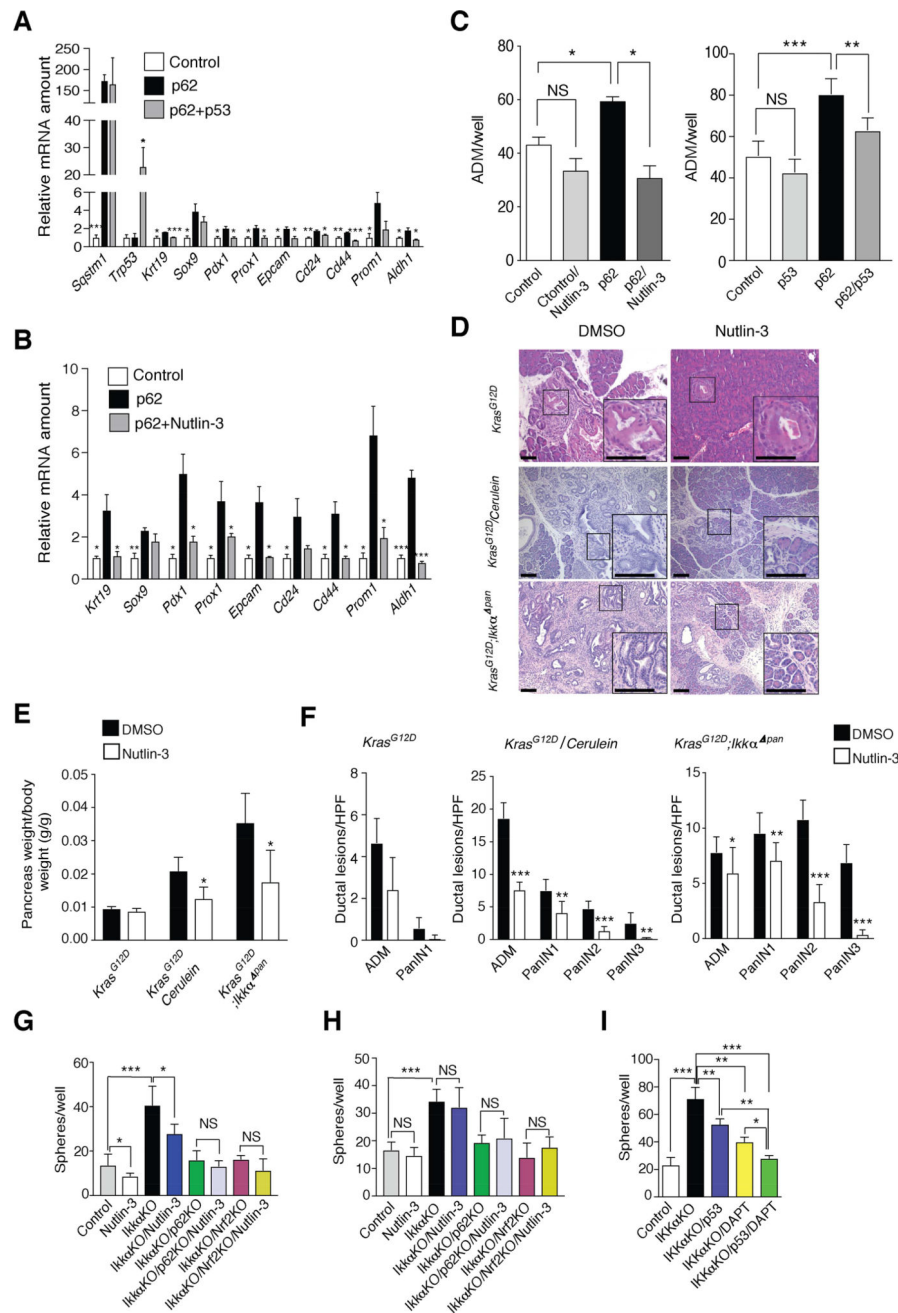 A
Relative mRNA amount
250
200
150
100
50
40
30
20
10
6
4
2
0
Control
p62
p62+p53
*** * * *** * * * * * * * * ** * ** *** * * *
Sqstm1 Trp53 Krt19 Sox9 Pdx1 Prox1 Epcam Cd24 Cd44 Prom1 Aldh1
B
Relative mRNA amount
10
8
6
4
2
0
Control
p62
p62+Nutlin-3
* * ** * * * * * * * * * * * *** ***
Krt19 Sox9 Pdx1 Prox1 Epcam Cd24 Cd44 Prom1 Aldh1
C
ADM/well
80
60
40
20
0
* *
NS
Control
Ctontrol/
Nutlin-3
p62
p62/
Nutlin-3
ADM/well
100
80
60
40
20
0
*** **
NS
Control
p53
p62
p62/p53
D
DMSO Nutlin-3
KrasG12D
KrasG12D/Cerulein
KrasG12D;IkkαΔpan
E
DMSO
Nutlin-3
Pancreas weight/body
weight (g/g)
0.05
0.04
0.03
0.02
0.01
0.00
* *
Kras G12D
Kras G12D
Cerulein
Kras G12D
;IkkαΔpan
F
DMSO
Nutlin-3
KrasG12D
Ductal lesions/HPF
8
6
4
2
0
ADM PanIN1
KrasG12D/Cerulein
Ductal lesions/HPF
25
20
15
10
5
0
*** ** *** **
ADM PanIN1 PanIN2 PanIN3
KrasG12D;IkkαΔpan
Ductal lesions/HPF
20
15
10
5
0
* ** *** ***
ADM PanIN1 PanIN2 PanIN3
G
Spheres/well
60
40
20
0
*** *
* NS NS
Control
Nutlin-3
IkkαKO
IkkαKO/Nutlin-3
IkkαKO/p62KO
IkkαKO/p62KO/Nutlin-3
IkkαKO/Nrf2KO
IkkαKO/Nrf2KO/Nutlin-3
H
Spheres/well
50
40
30
20
10
0
*** NS
NS NS NS
Control
Nutlin-3
IkkαKO
IkkαKO/Nutlin-3
IkkαKO/p62KO
IkkαKO/p62KO/Nutlin-3
IkkαKO/Nrf2KO
IkkαKO/Nrf2KO/Nutlin-3
I
Spheres/well
100
80
60
40
20
0
***
**
*** **
**
*
Control
IKKαKO
IKKαKO/p53
IKKαKO/DAPT
IKKαKO/p53/DAPT